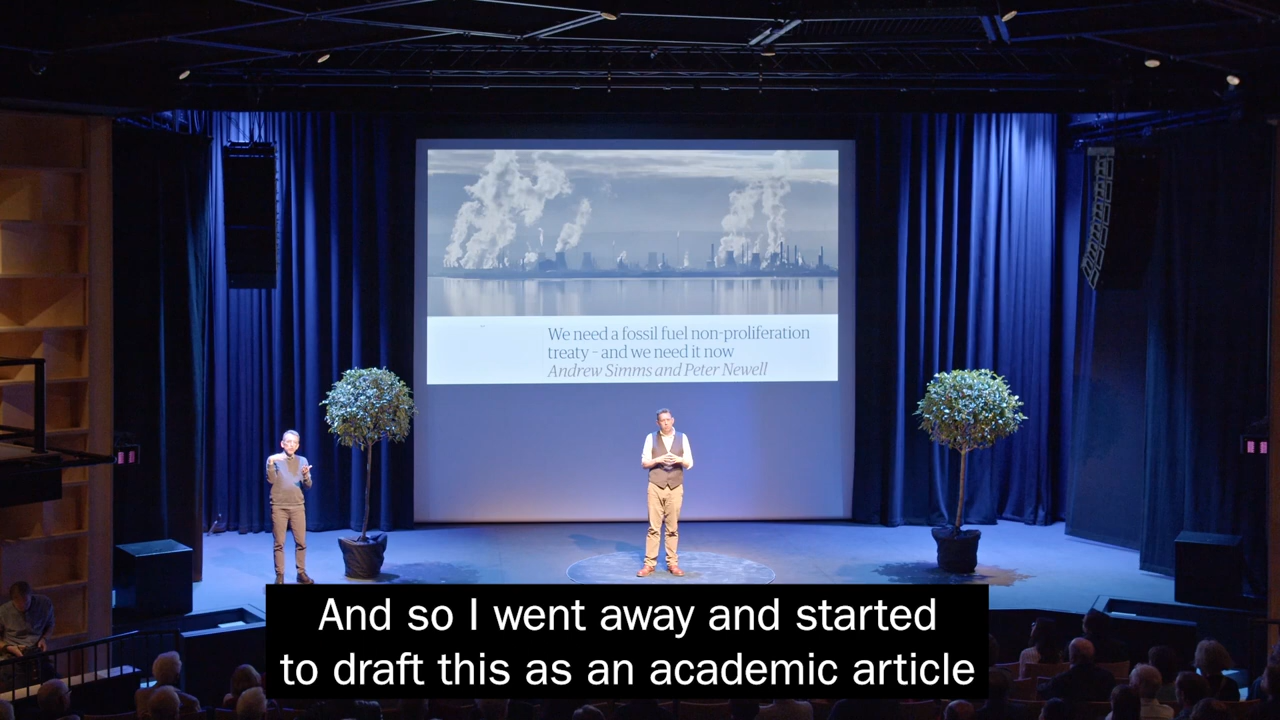 We need a fossil fuel non-proliferation
treaty – and we need it now
Andrew Simms and Peter Newell
And so I went away and started
to draft this as an academic article